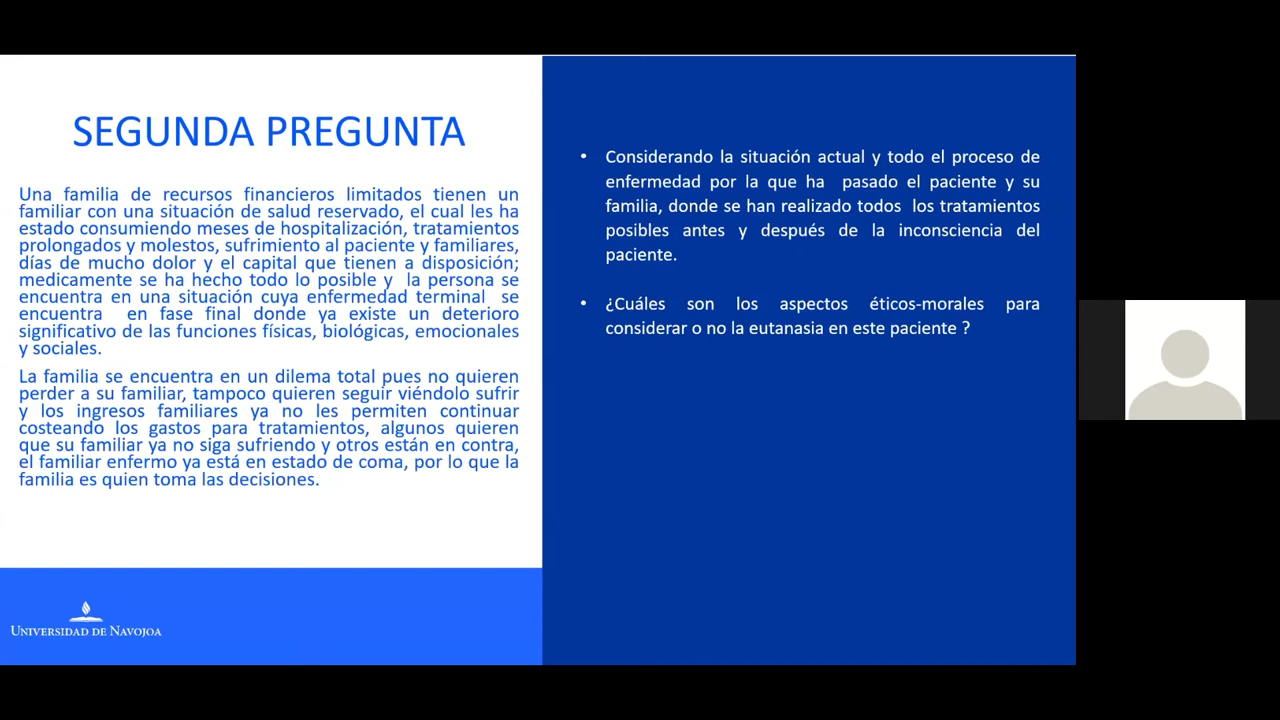 SEGUNDA PREGUNTA
Una familia de recursos financieros limitados tienen un
familiar con una situación de salud reservado, el cual les ha
estado consumiendo meses de hospitalización, tratamientos
prolongados y molestos, sufrimiento al paciente y familiares,
días de mucho dolor y el capital que tienen a disposición;
medicamente se ha hecho todo lo posible y la persona se
encuentra en una situación cuya enfermedad terminal se
encuentra en fase final donde ya existe un deterioro
significativo de las funciones físicas, biológicas, emocionales
y sociales.
La familia se encuentra en un dilema total pues no quieren
perder a su familiar, tampoco quieren seguir viéndolo sufrir
y los ingresos familiares ya no les permiten continuar
costeando los gastos para tratamientos, algunos quieren
que su familiar ya no siga sufriendo y otros están en contra,
el familiar enfermo ya está en estado de coma, por lo que la
familia es quien toma las decisiones.
UNIVERSIDAD DE NAVOJOA
• Considerando la situación actual y todo el proceso de
enfermedad por la que ha pasado el paciente y su
familia, donde se han realizado todos los tratamientos
posibles antes y después de la inconsciencia del
paciente.
• ¿Cuáles son los aspectos éticos-morales para
considerar o no la eutanasia en este paciente ?